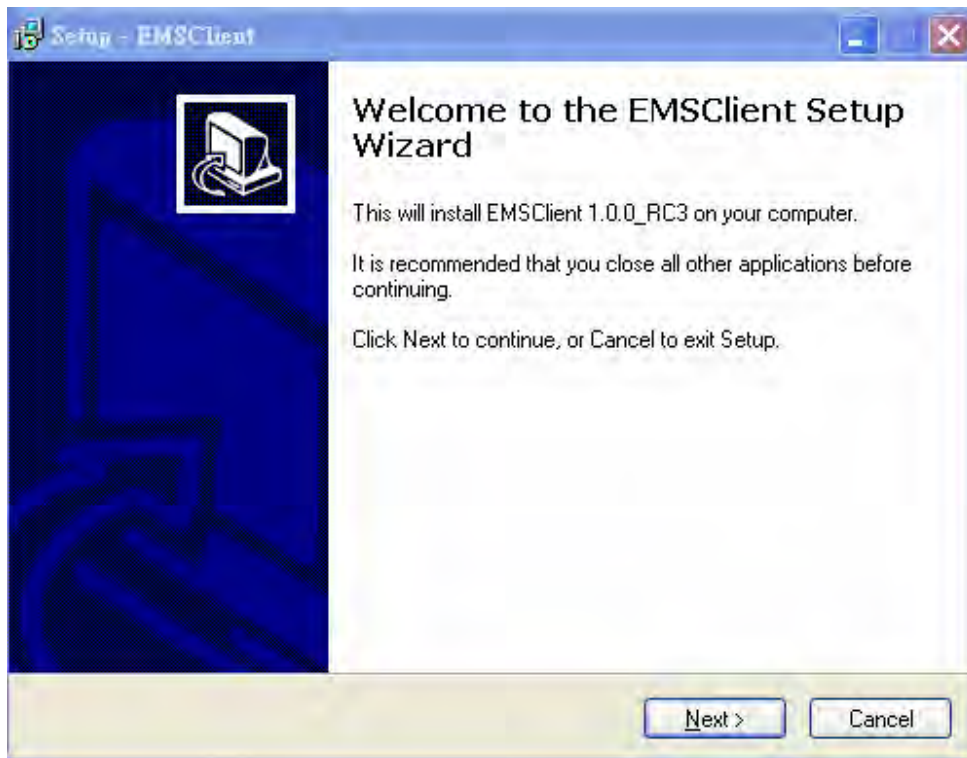 Setup - EMSClient
Welcome to the EMSClient Setup
Wizard
This will install EMSClient 1.0.0_RC3 on your computer.
It is recommended that you close all other applications before
continuing.
Click Next to continue, or Cancel to exit Setup.
Next >
Cancel